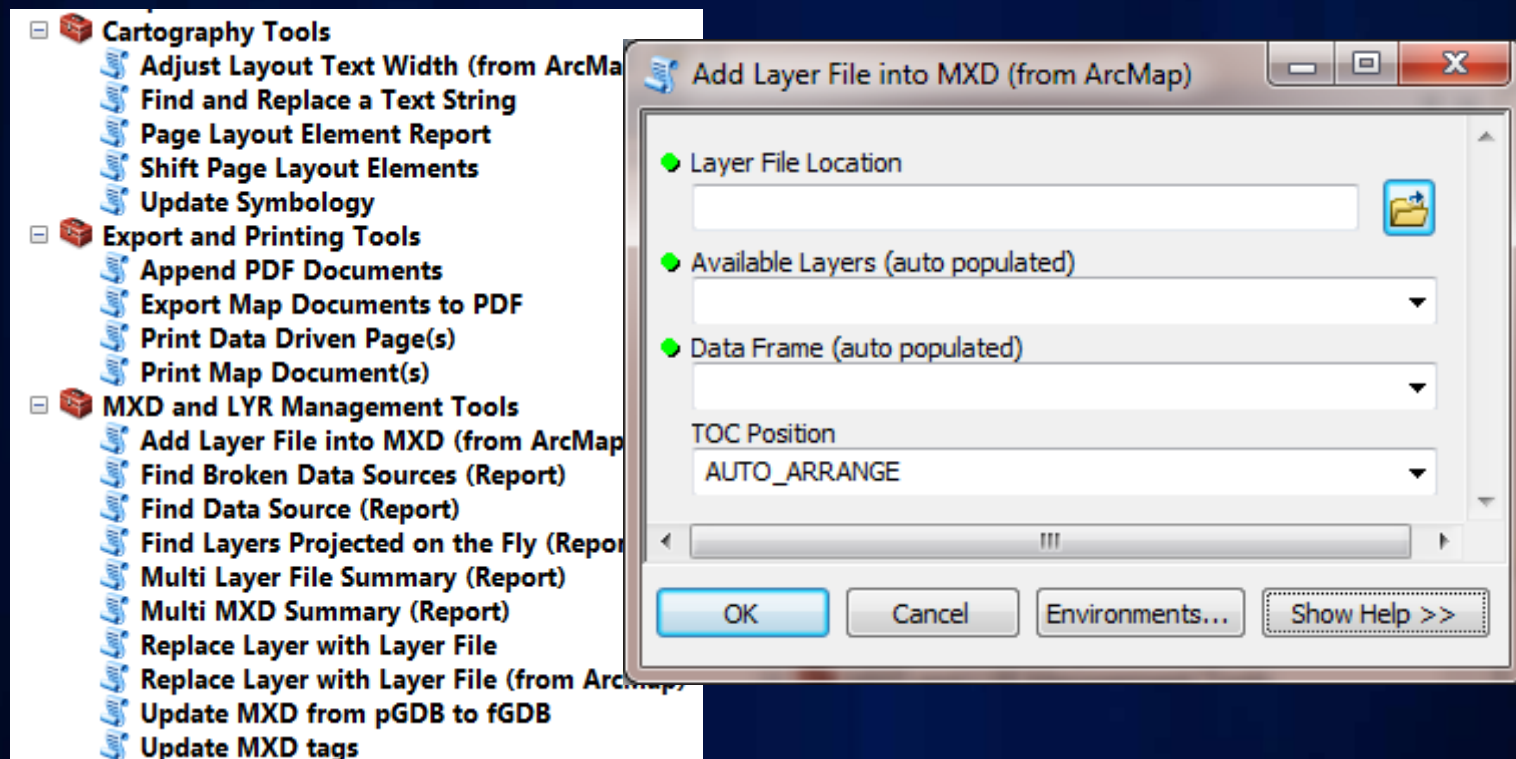 Cartography Tools
Adjust Layout Text Width (from ArcMa
Find and Replace a Text String
Page Layout Element Report
Shift Page Layout Elements
Update Symbology
Export and Printing Tools
Append PDF Documents
Export Map Documents to PDF
Print Data Driven Page(s)
Print Map Document(s)
MXD and LYR Management Tools
Add Layer File into MXD (from ArcMap
Find Broken Data Sources (Report)
Find Data Source (Report)
Find Layers Projected on the Fly (Repor
Multi Layer File Summary (Report)
Multi MXD Summary (Report)
Replace Layer with Layer File
Replace Layer with Layer File (from ArcMap)
Update MXD from pGDB to fGDB
Update MXD tags
Add Layer File into MXD (from ArcMap)
Layer File Location
Available Layers (auto populated)
Data Frame (auto populated)
TOC Position
AUTO_ARRANGE
OK Cancel Environments... Show Help >>